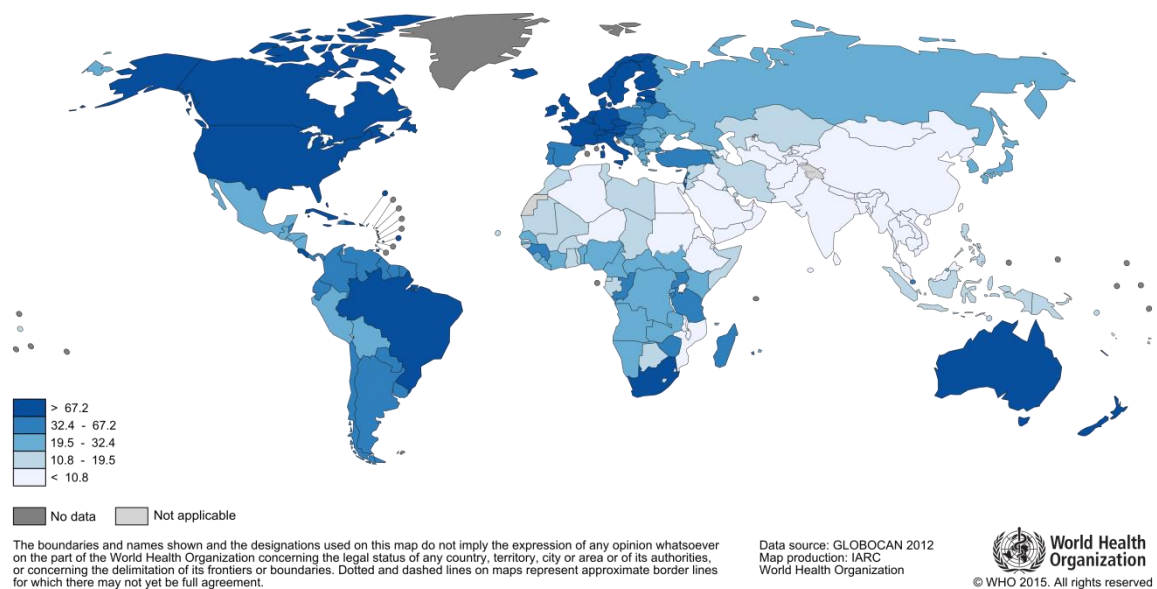 > 67.2
32.4 - 67.2
19.5 - 32.4
10.8 - 19.5
< 10.8
No data
Not applicable
The boundaries and names shown and the designations used on this map do not imply the expression of any opinion whatsoever
on the part of the World Health Organization concerning the legal status of any country, territory, city or area or of its authorities,
or concerning the delimitation of its frontiers or boundaries. Dotted and dashed lines on maps represent approximate border lines
for which there may not yet be full agreement.
Data source: GLOBOCAN 2012
Map production: IARC
World Health Organization
World Health
Organization
© WHO 2015. All rights reserved